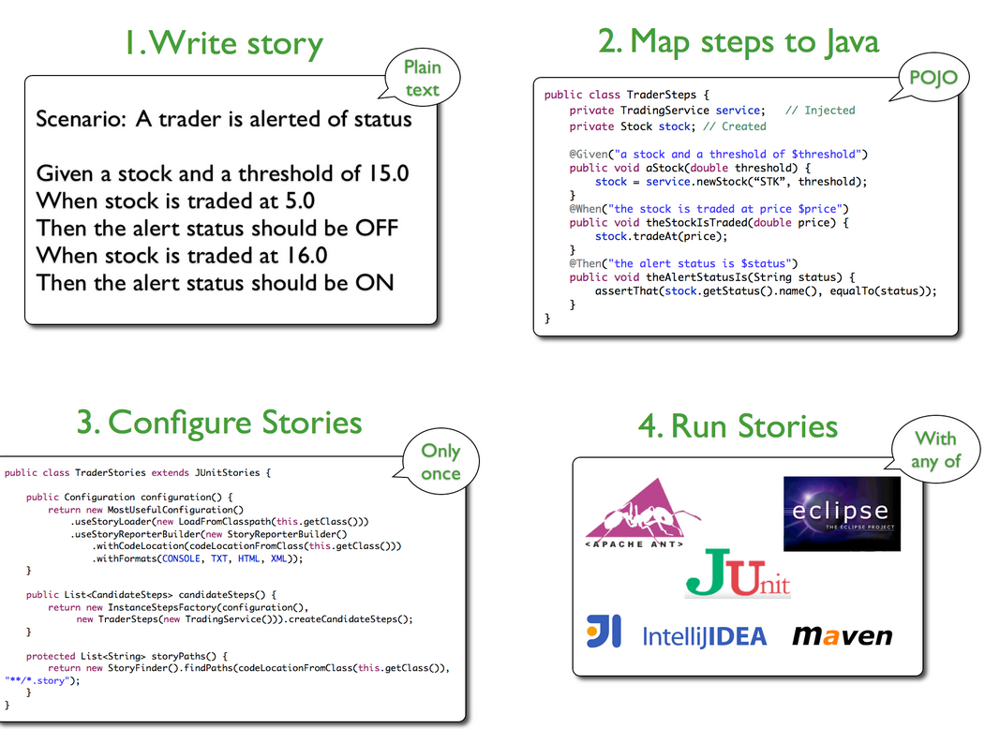 1. Write story
Plain
text
Scenario: A trader is alerted of status
Given a stock and a threshold of 15.0
When stock is traded at 5.0
Then the alert status should be OFF
When stock is traded at 16.0
Then the alert status should be ON
2. Map steps to Java
POJO
public class TraderSteps {
    private TradingService service;   // Injected
    private Stock stock; // Created
    @Given("a stock and a threshold of $threshold")
    public void aStock(double threshold) {
        stock = service.newStock(“STK”, threshold);
    }
    @When("the stock is traded at price $price")
    public void theStockIsTraded(double price) {
        stock.tradeAt(price);
    }
    @Then("the alert status is $status")
    public void theAlertStatusIs(String status) {
        assertThat(stock.getStatus().name(), equalTo(status));
    }
}
3. Configure Stories
Only
once
public class TraderStories extends JUnitStories {
    public Configuration configuration() {
        return new MostUsefulConfiguration()
            .useStoryLoader(new LoadFromClasspath(this.getClass()))
            .useStoryReporterBuilder(new StoryReporterBuilder()
                .withCodeLocation(codeLocationFromClass(this.getClass()))
                .withFormats(CONSOLE, TXT, HTML, XML));
    }
    public List<CandidateSteps> candidateSteps() {
        return new InstanceStepsFactory(configuration(),
             new TraderSteps(new TradingService())).createCandidateSteps();
    }
    protected List<String> storyPaths() {
        return new StoryFinder().findPaths(codeLocationFromClass(this.getClass()),
"**/*.story");
    }
}
4. Run Stories
With
any of
<APACHE ANT>
eclipse
THE ECLIPSE PROJECT
JUnit
IntelliJIDEA
maven